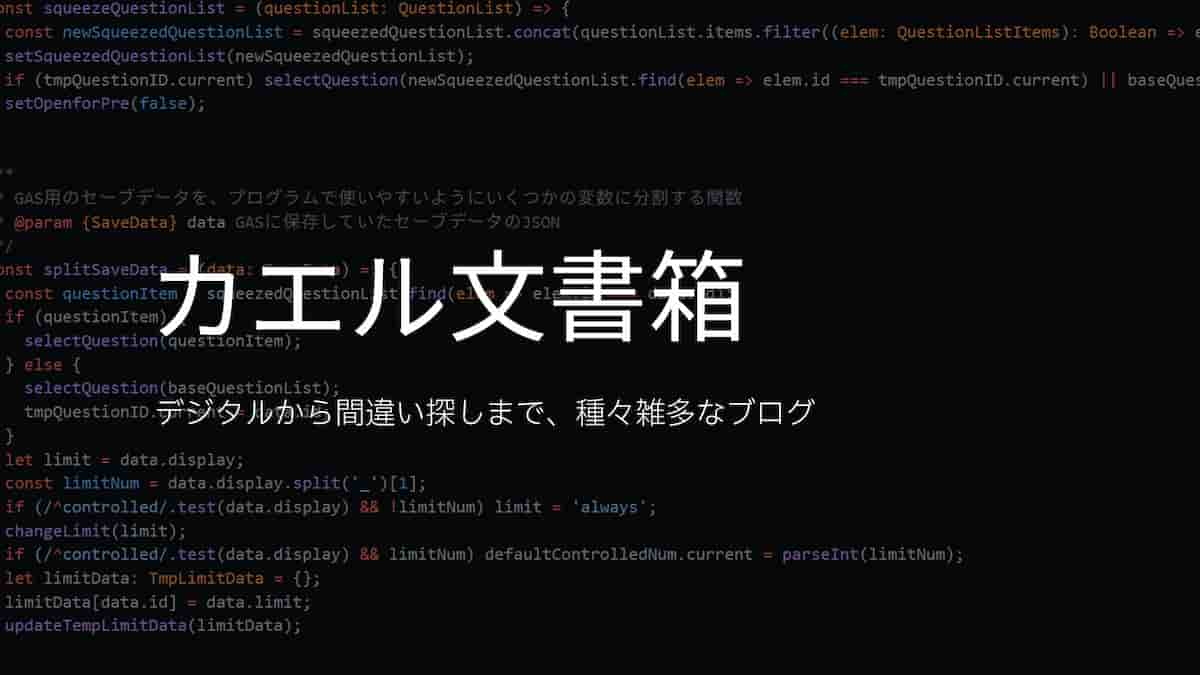 const squeezeQuestionList = (questionList: QuestionList) => {
const newSqueezedQuestionList = squeezedQuestionList.concat(questionList.items.filter((elem: QuestionListItems): Boolean =>
setSqueezedQuestionList(newSqueezedQuestionList);
if (tmpQuestionID.current) selectQuestion(newSqueezedQuestionList.find(elem => elem.id === tmpQuestionID.current) || baseQues
setOpenforPre(false);
**
* GAS用のセーブデータを、プログラムで使いやすいようにいくつかの変数に分割する関数
* @param {SaveData} data GASに保存していたセーブデータのJSON
*/
const splitSaveData = (data: ) => {
カエル文書箱
const questionItem squeezedQuestionList.find(elem
if (questionItem) {
selectQuestion(questionItem);
} else {
selectQuestion(baseQuestionList);
デジタルから間違い探しまで、種々雑多なブログ
tmpQuestionID.current
}
let limit = data.display;
const limitNum = data.display.split('_')[1];
if (/^controlled/.test(data.display) && !limitNum) limit = 'always';
changeLimit(limit);
if (/^controlled/.test(data.display) && limitNum) defaultControlledNum.current = parseInt(limitNum);
let limitData: TmpLimitData = {};
limitData[data.id] = data.limit;
updateTempLimitData(limitData);